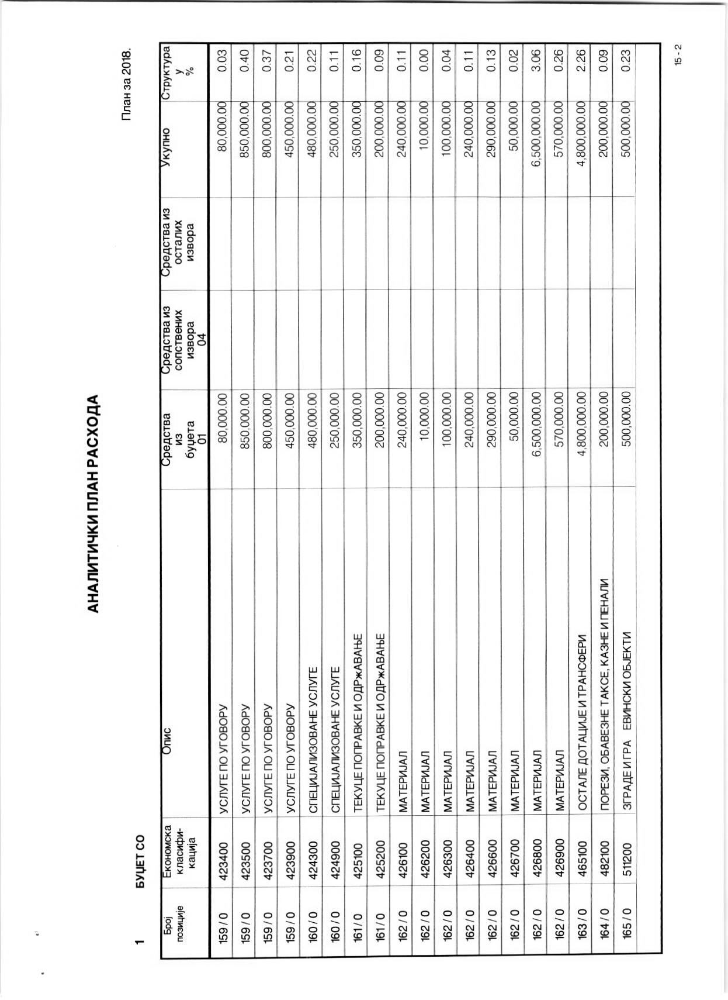 АНАЛИТИЧКИ ПЛАН РАСХОДА
План за 2018.
1 БУЏЕТ СО
Број позиције | Економска класифи-кација | Опис | Средства из буџета 01 | Средства из сопствених извора 04 | Средства из осталих извора | Укупно | Структура у %
159 / 0 423400 УСЛУГЕ ПО УГОВОРУ 80,000.00 80,000.00 0.03
159 / 0 423500 УСЛУГЕ ПО УГОВОРУ 850,000.00 850,000.00 0.40
159 / 0 423700 УСЛУГЕ ПО УГОВОРУ 800,000.00 800,000.00 0.37
159 / 0 423900 УСЛУГЕ ПО УГОВОРУ 450,000.00 450,000.00 0.21
160 / 0 424300 СПЕЦИЈАЛИЗОВАНЕ УСЛУГЕ 480,000.00 480,000.00 0.22
160 / 0 424900 СПЕЦИЈАЛИЗОВАНЕ УСЛУГЕ 250,000.00 250,000.00 0.11
161 / 0 425100 ТЕКУЦЕ ПОПРАВКЕ И ОДРжАВАЊЕ 350,000.00 350,000.00 0.16
161 / 0 425200 ТЕКУЦЕ ПОПРАВКЕ И ОДРжАВАЊЕ 200,000.00 200,000.00 0.09
162 / 0 426100 МАТЕРИЈАЛ 240,000.00 240,000.00 0.11
162 / 0 426200 МАТЕРИЈАЛ 10,000.00 10,000.00 0.00
162 / 0 426300 МАТЕРИЈАЛ 100,000.00 100,000.00 0.04
162 / 0 426400 МАТЕРИЈАЛ 240,000.00 240,000.00 0.11
162 / 0 426600 МАТЕРИЈАЛ 290,000.00 290,000.00 0.13
162 / 0 426700 МАТЕРИЈАЛ 50,000.00 50,000.00 0.02
162 / 0 426800 МАТЕРИЈАЛ 6,500,000.00 6,500,000.00 3.06
162 / 0 426900 МАТЕРИЈАЛ 570,000.00 570,000.00 0.26
163 / 0 465100 ОСТАЛЕ ДОТАЦИЈЕ И ТРАНСФЕРИ 4,800,000.00 4,800,000.00 2.26
164 / 0 482100 ПОРЕЗИ, ОБАВЕЗНЕ ТАКСЕ, КАЗНЕ И ПЕНАЛИ 200,000.00 200,000.00 0.09
165 / 0 511200 ЗГРАДЕ И ГРА ЕВИНСКИ ОБЈЕКТИ 500,000.00 500,000.00 0.23
15 - 2